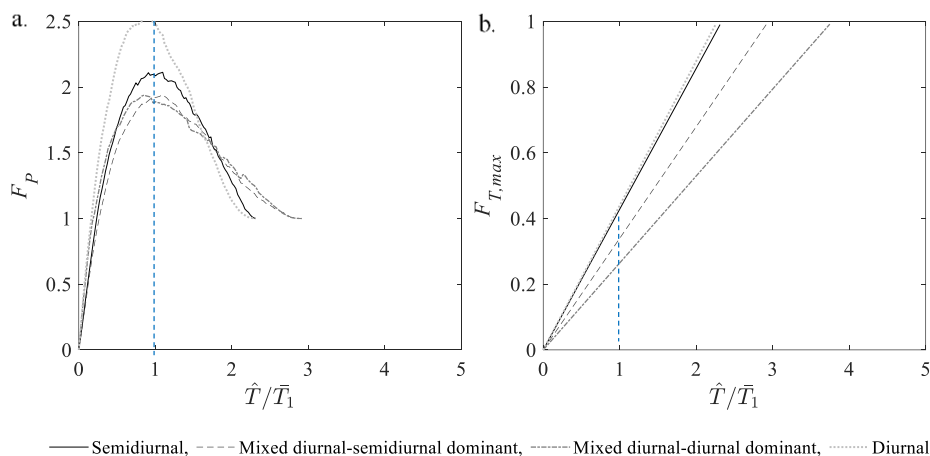 a.
2.5
2
1.5
1
0.5
0
F_P
0 1 2 3 4 5
T̂/T̄₁
b.
1
0.8
0.6
0.4
0.2
0
F_T,max
0 1 2 3 4 5
T̂/T̄₁
Semidiurnal, Mixed diurnal-semidiurnal dominant, Mixed diurnal-diurnal dominant, Diurnal